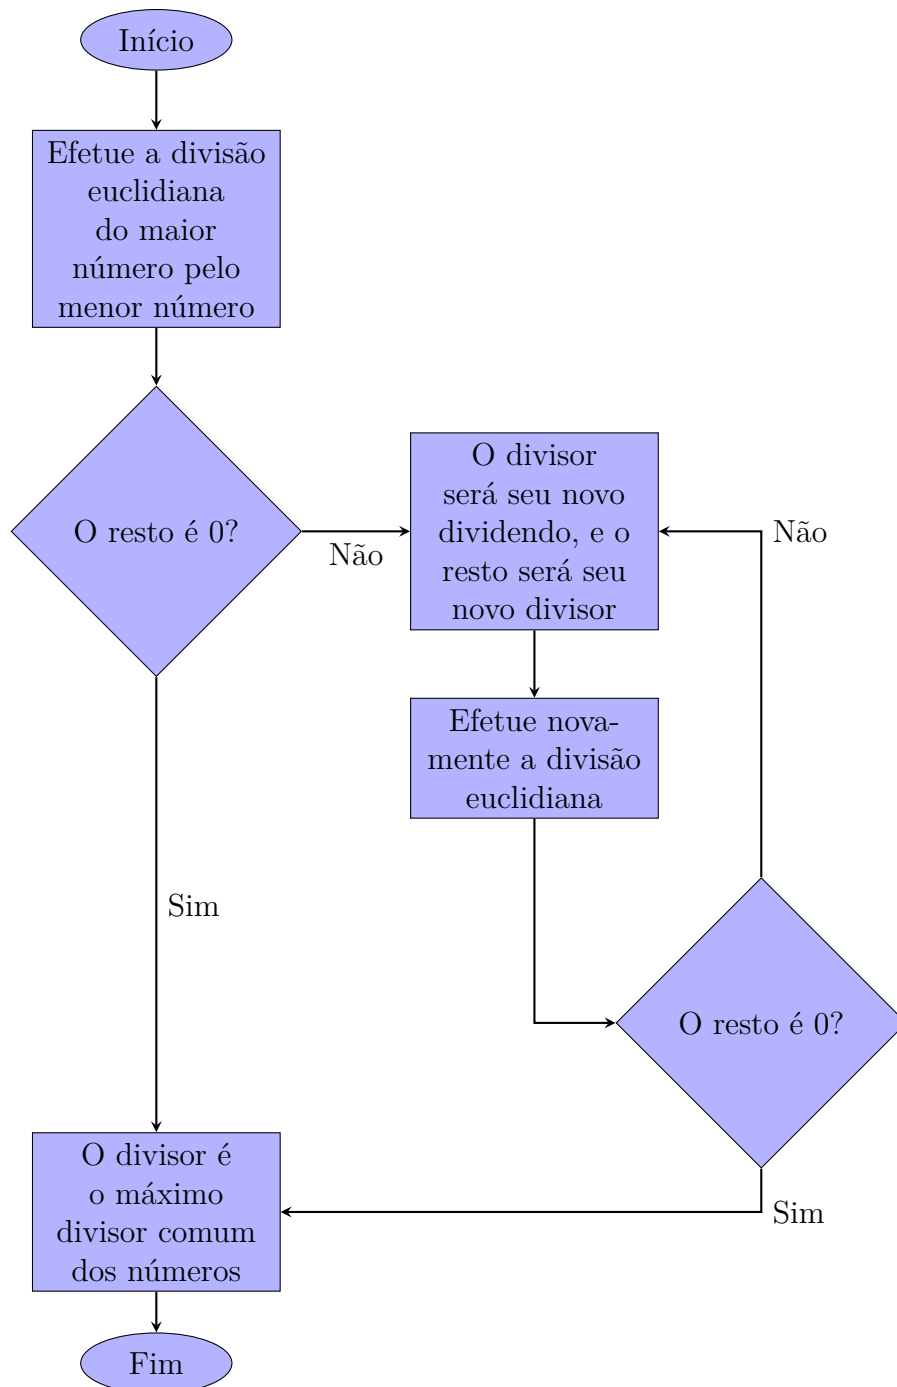 Início
Efetue a divisão
euclidiana
do maior
número pelo
menor número
O resto é 0?
Não
O divisor
será seu novo
dividendo, e o
resto será seu
novo divisor
Não
Efetue nova-
mente a divisão
euclidiana
Sim
O resto é 0?
O divisor é
o máximo
divisor comum
dos números
Sim
Fim